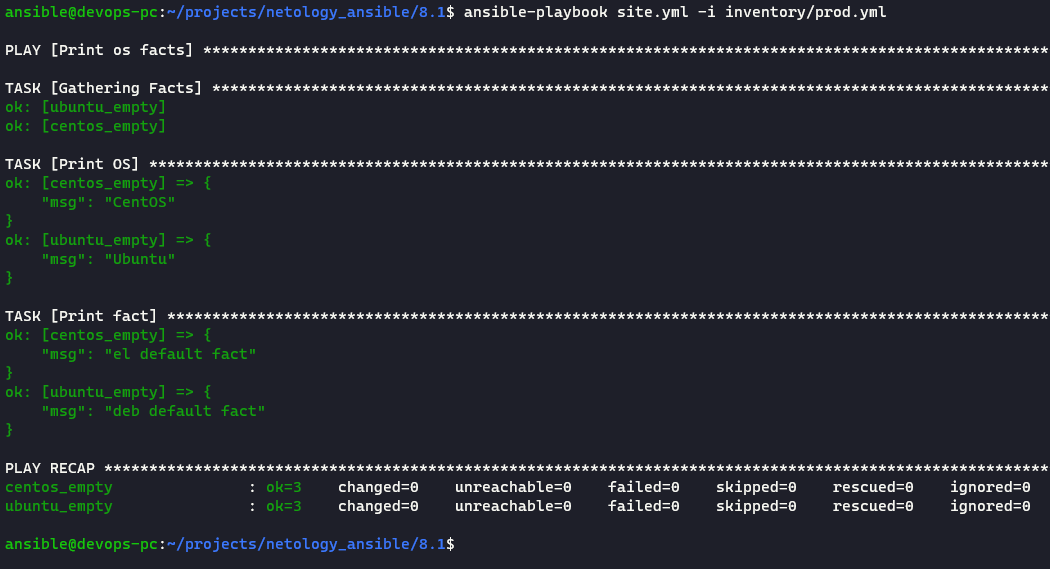 ansible@devops-pc:~/projects/netology_ansible/8.1$ ansible-playbook site.yml -i inventory/prod.yml

PLAY [Print os facts] *********************************************************************************************

TASK [Gathering Facts] ********************************************************************************************
ok: [ubuntu_empty]
ok: [centos_empty]

TASK [Print OS] ***************************************************************************************************
ok: [centos_empty] => {
    "msg": "CentOS"
}
ok: [ubuntu_empty] => {
    "msg": "Ubuntu"
}

TASK [Print fact] *************************************************************************************************
ok: [centos_empty] => {
    "msg": "el default fact"
}
ok: [ubuntu_empty] => {
    "msg": "deb default fact"
}

PLAY RECAP ********************************************************************************************************
centos_empty               : ok=3    changed=0    unreachable=0    failed=0    skipped=0    rescued=0    ignored=0
ubuntu_empty               : ok=3    changed=0    unreachable=0    failed=0    skipped=0    rescued=0    ignored=0

ansible@devops-pc:~/projects/netology_ansible/8.1$